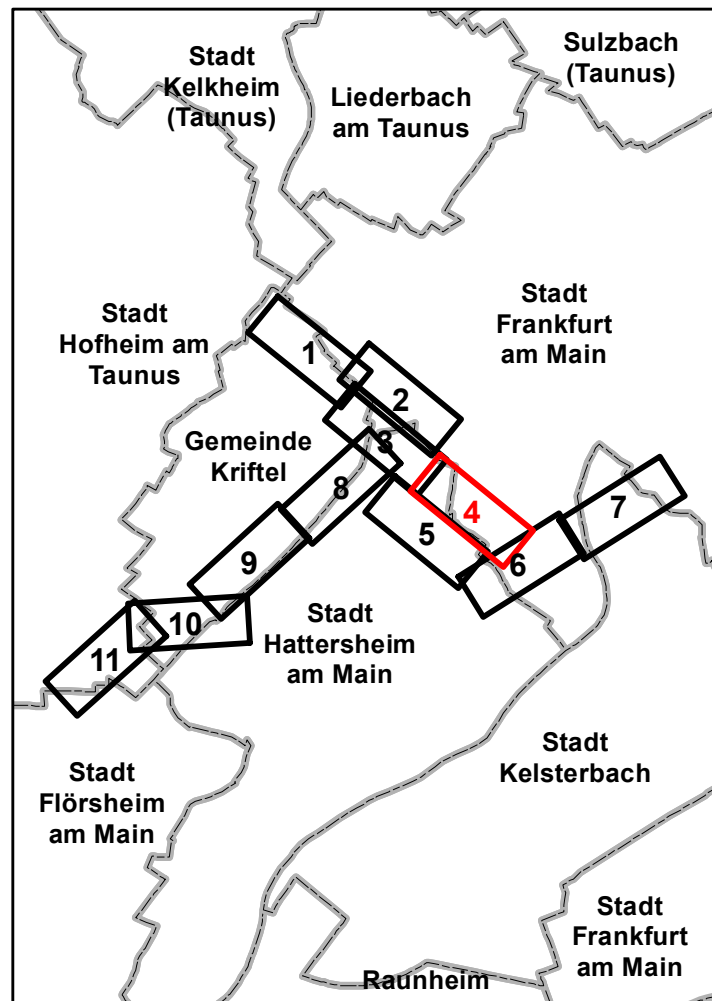 Stadt
Kelkheim
(Taunus)
Liederbach
am Taunus
Sulzbach
(Taunus)
Stadt
Hofheim am
Taunus
Stadt
Frankfurt
am Main
1
2
3
Gemeinde
Kriftel
4
5
6
7
8
9
10
11
Stadt
Hattersheim
am Main
Stadt
Kelsterbach
Stadt
Flörsheim
am Main
Stadt
Frankfurt
am Main
Raunheim